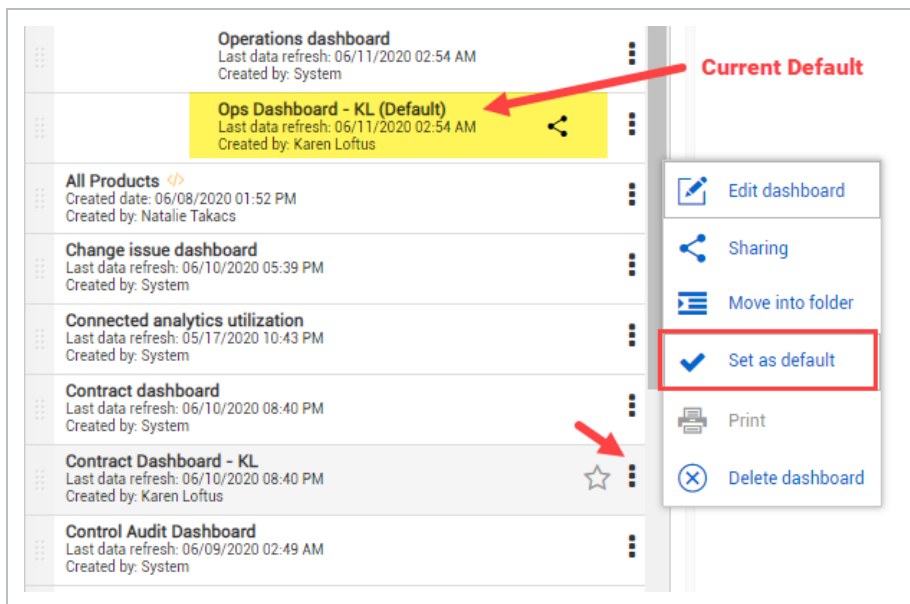 Operations dashboard
Last data refresh: 06/11/2020 02:54 AM
Created by: System
Current Default
Ops Dashboard - KL (Default)
Last data refresh: 06/11/2020 02:54 AM
Created by: Karen Loftus
All Products </>
Created date: 06/08/2020 01:52 PM
Created by: Natalie Takacs
Change issue dashboard
Last data refresh: 06/10/2020 05:39 PM
Created by: System
Connected analytics utilization
Last data refresh: 05/17/2020 10:43 PM
Created by: System
Contract dashboard
Last data refresh: 06/10/2020 08:40 PM
Created by: System
Contract Dashboard - KL
Last data refresh: 06/10/2020 08:40 PM
Created by: Karen Loftus
Control Audit Dashboard
Last data refresh: 06/09/2020 02:49 AM
Created by: System
Edit dashboard
Sharing
Move into folder
Set as default
Print
Delete dashboard